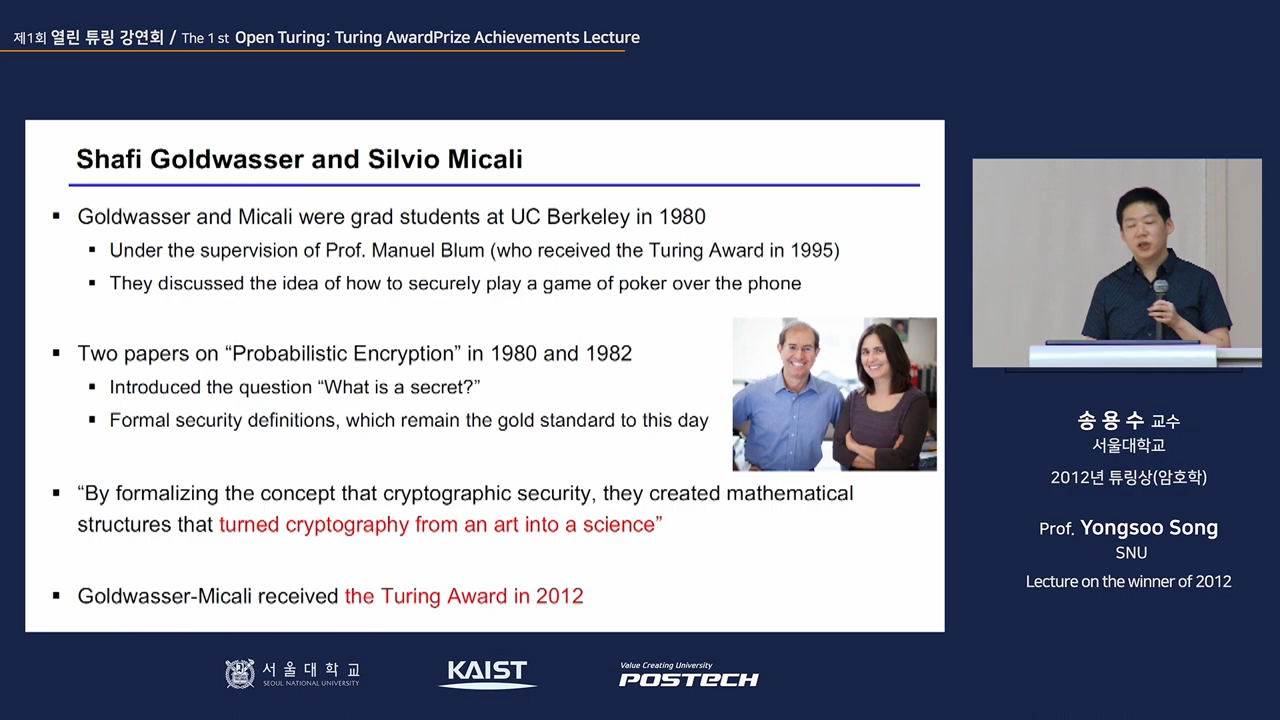 제1회 열린 튜링 강연회 / The 1 st Open Turing: Turing AwardPrize Achievements Lecture
Shafi Goldwasser and Silvio Micali
▪ Goldwasser and Micali were grad students at UC Berkeley in 1980
▪ Under the supervision of Prof. Manuel Blum (who received the Turing Award in 1995)
▪ They discussed the idea of how to securely play a game of poker over the phone
▪ Two papers on “Probabilistic Encryption” in 1980 and 1982
▪ Introduced the question “What is a secret?”
▪ Formal security definitions, which remain the gold standard to this day
▪ “By formalizing the concept that cryptographic security, they created mathematical
structures that turned cryptography from an art into a science”
▪ Goldwasser-Micali received the Turing Award in 2012
송용수 교수
서울대학교
2012년 튜링상(암호학)
Prof. Yongsoo Song
SNU
Lecture on the winner of 2012
서울대학교
SEOUL NATIONAL UNIVERSITY
KAIST
Value Creating University
POSTECH